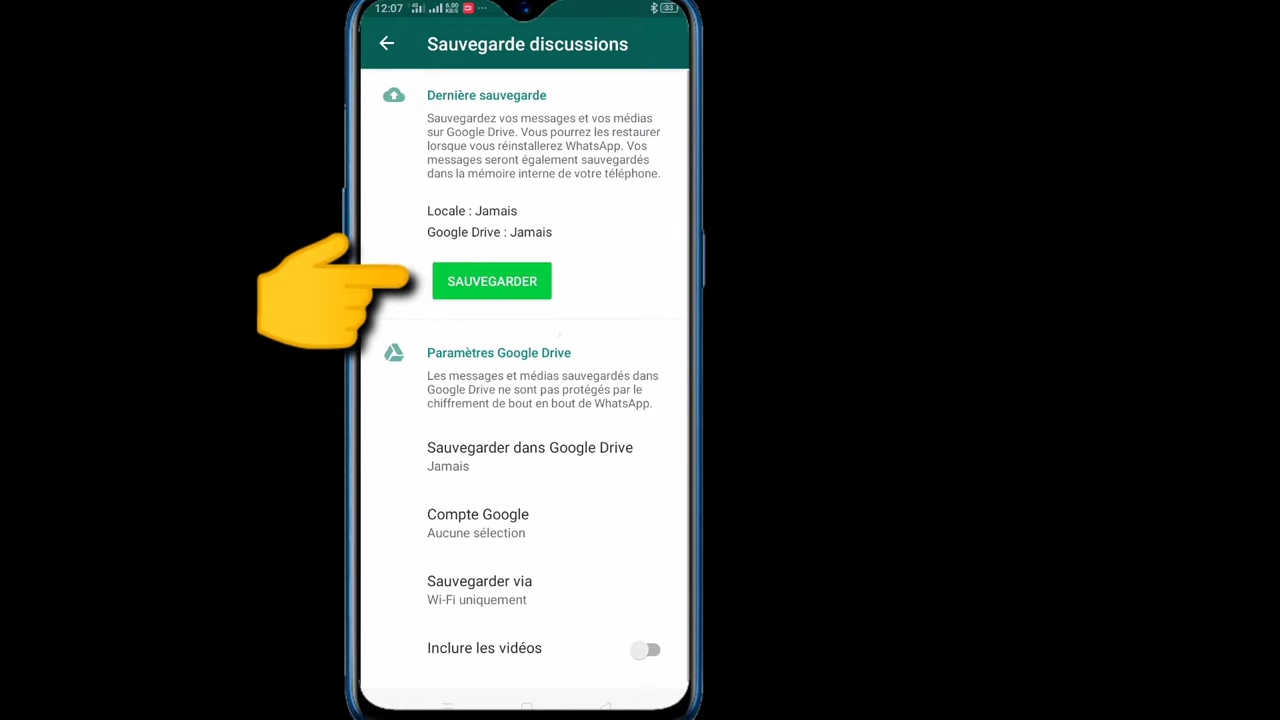 12:07
33
Sauvegarde discussions
Dernière sauvegarde
Sauvegardez vos messages et vos médias
sur Google Drive. Vous pourrez les restaurer
lorsque vous réinstallerez WhatsApp. Vos
messages seront également sauvegardés
dans la mémoire interne de votre téléphone.
Locale : Jamais
Google Drive : Jamais
SAUVEGARDER
Paramètres Google Drive
Les messages et médias sauvegardés dans
Google Drive ne sont pas protégés par le
chiffrement de bout en bout de WhatsApp.
Sauvegarder dans Google Drive
Jamais
Compte Google
Aucune sélection
Sauvegarder via
Wi-Fi uniquement
Inclure les vidéos